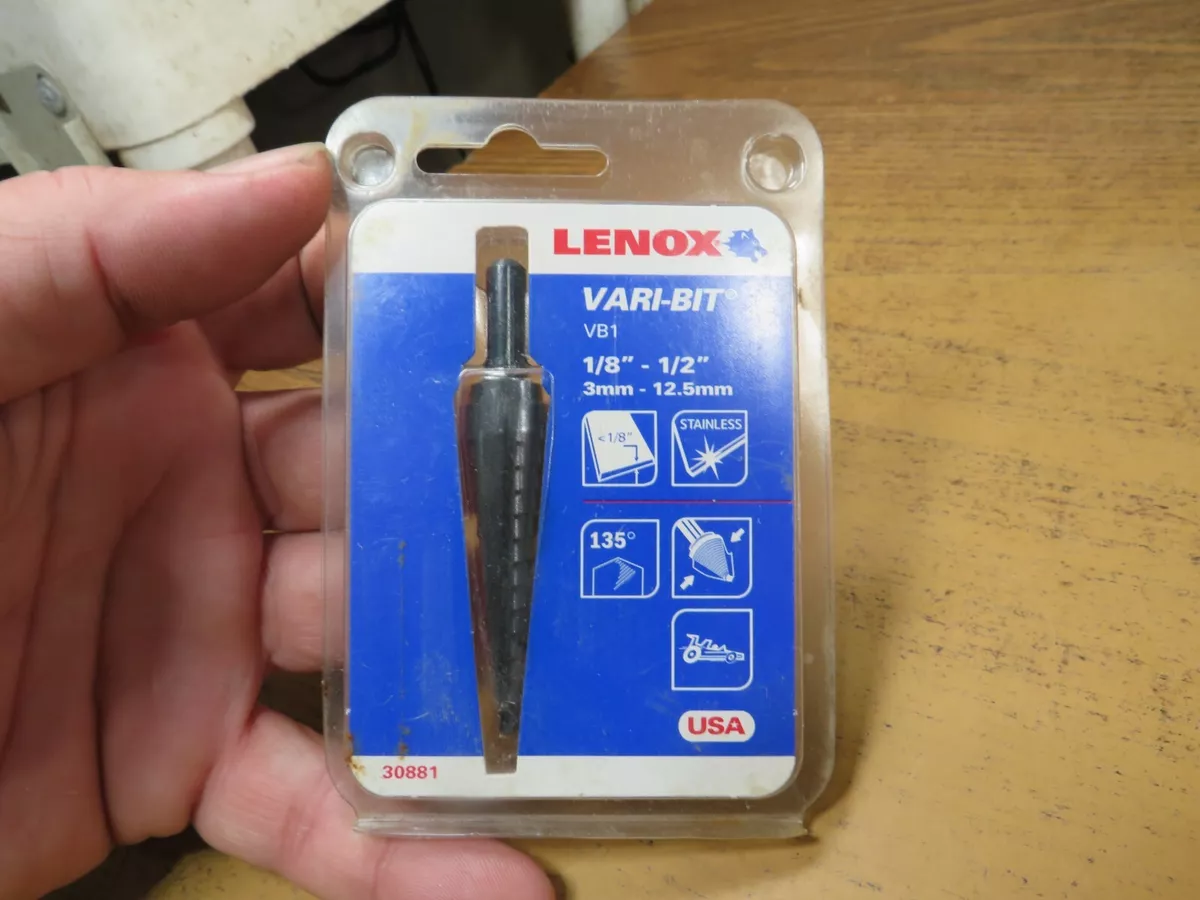 LENOX
VARI-BIT®
VB1
1/8” - 1/2”
3mm - 12.5mm
<1/8”
STAINLESS
135°
USA
30881